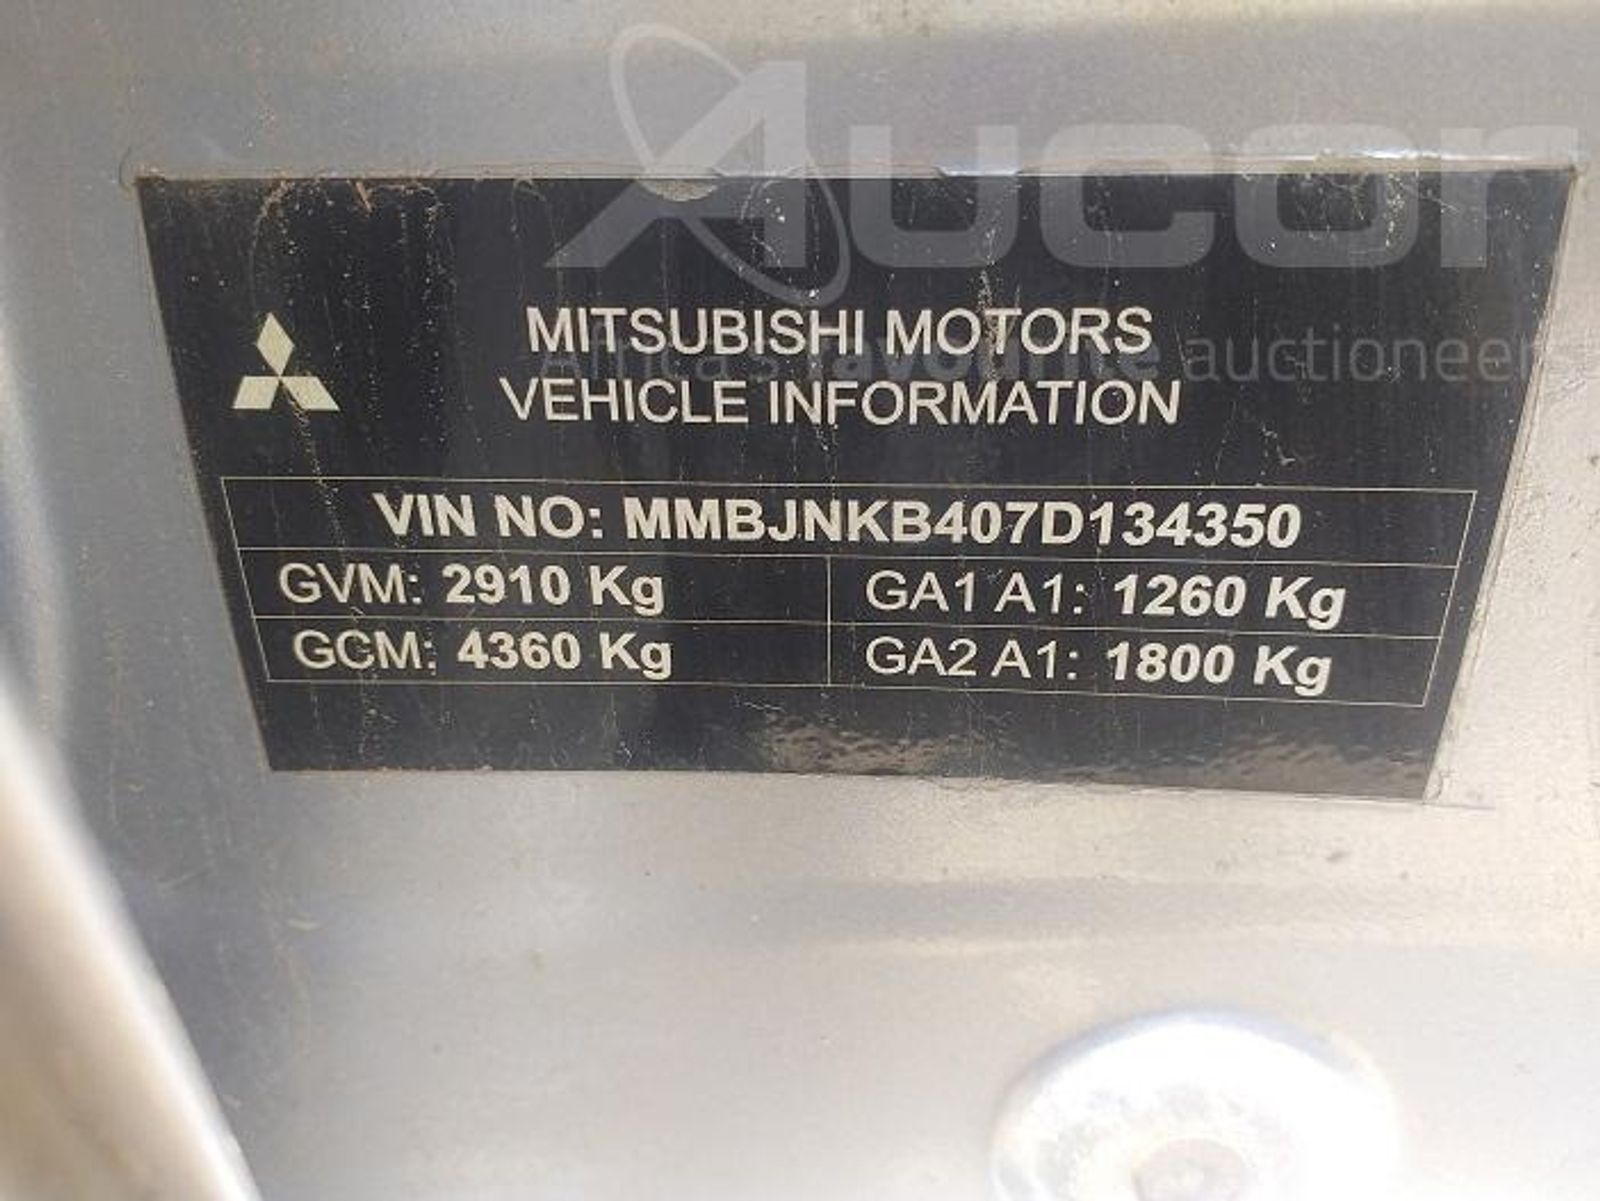 Aucor
Africa's favourite auctioneers
MITSUBISHI MOTORS
VEHICLE INFORMATION
VIN NO: MMBJNKB407D134350
GVM: 2910 Kg GA1 A1: 1260 Kg
GCM: 4360 Kg GA2 A1: 1800 Kg